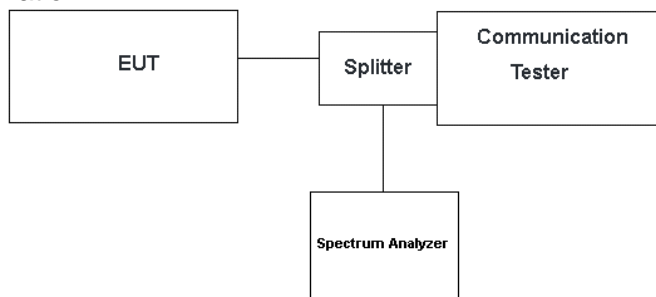 EUT
Splitter
Communication
Tester
Spectrum Analyzer